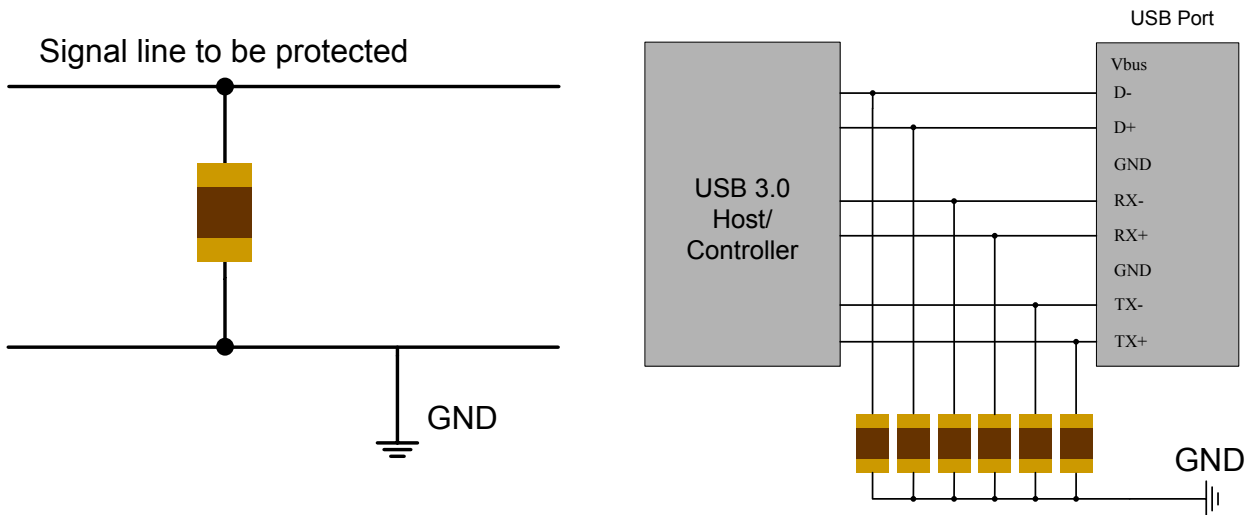 Signal line to be protected
GND
USB Port
USB 3.0
Host/
Controller
Vbus
D-
D+
GND
RX-
RX+
GND
TX-
TX+
GND